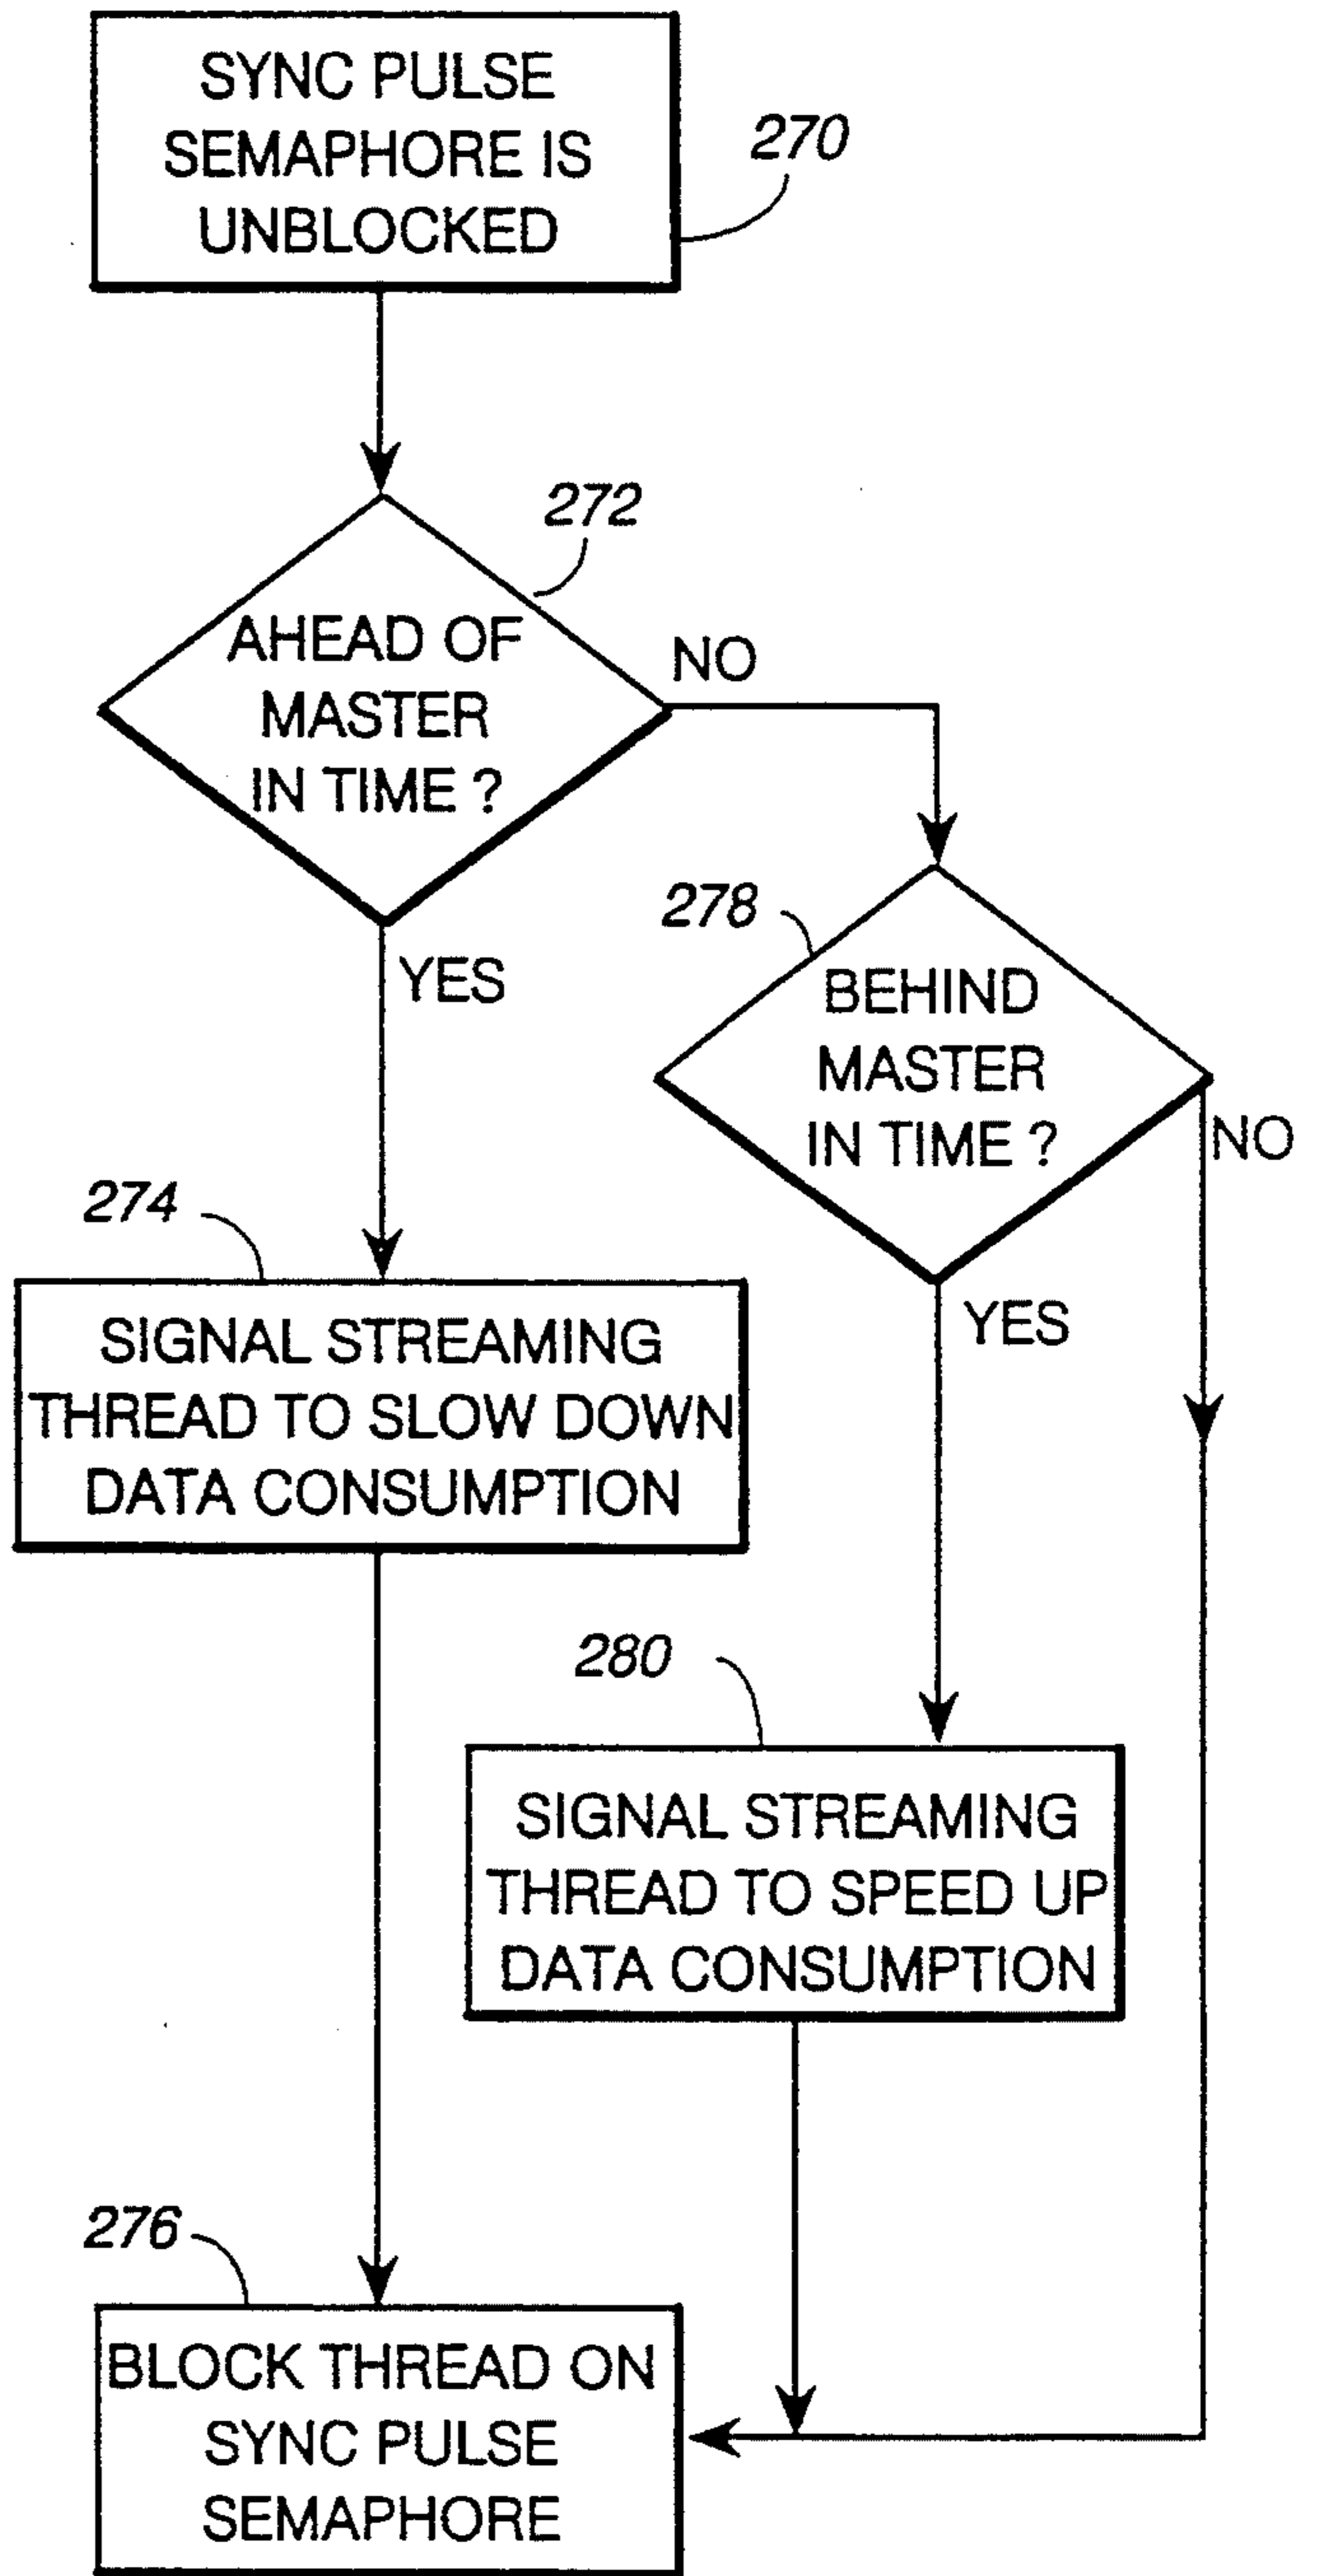 SYNC PULSE
SEMAPHORE IS
UNBLOCKED
270
272
AHEAD OF
MASTER
IN TIME ?
NO
YES
278
BEHIND
MASTER
IN TIME ?
NO
YES
274
SIGNAL STREAMING
THREAD TO SLOW DOWN
DATA CONSUMPTION
280
SIGNAL STREAMING
THREAD TO SPEED UP
DATA CONSUMPTION
276
BLOCK THREAD ON
SYNC PULSE
SEMAPHORE